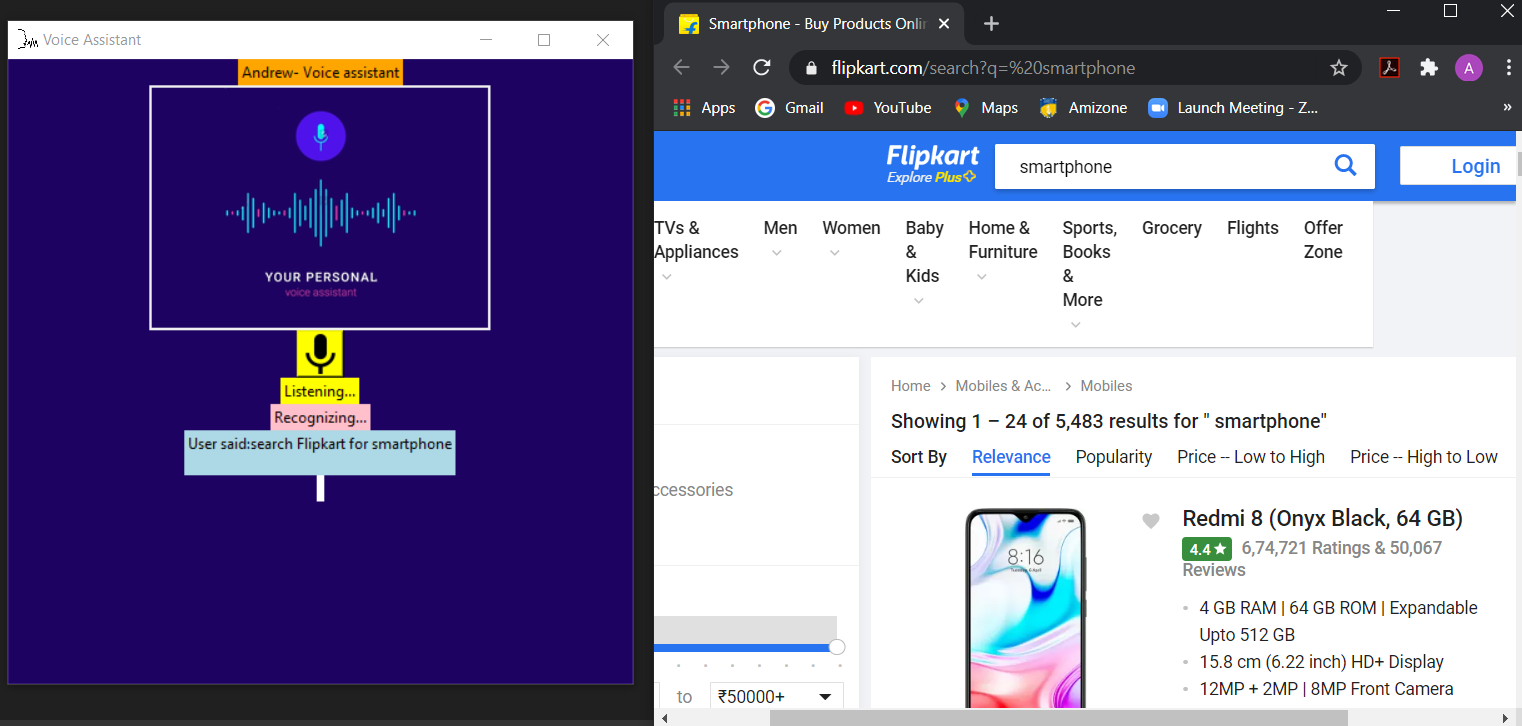 Voice Assistant
Andrew- Voice assistant
YOUR PERSONAL
voice assistant
Listening...
Recognizing...
User said:search Flipkart for smartphone
Smartphone - Buy Products Onlin
flipkart.com/search?q=%20smartphone
A
Apps Gmail YouTube Maps Amizone Launch Meeting - Z... »
Flipkart
Explore Plus
smartphone
Login
TVs &
Appliances
Men
Women
Baby
&
Kids
Home &
Furniture
Sports,
Books
&
More
Grocery
Flights
Offer
Zone
ccessories
to
₹50000+
Home > Mobiles & Ac... > Mobiles
Showing 1 – 24 of 5,483 results for " smartphone"
Sort By Relevance Popularity Price -- Low to High Price -- High to Low
8:16
Redmi 8 (Onyx Black, 64 GB)
4.4★ 6,74,721 Ratings & 50,067
Reviews
4 GB RAM | 64 GB ROM | Expandable
Upto 512 GB
15.8 cm (6.22 inch) HD+ Display
12MP + 2MP | 8MP Front Camera